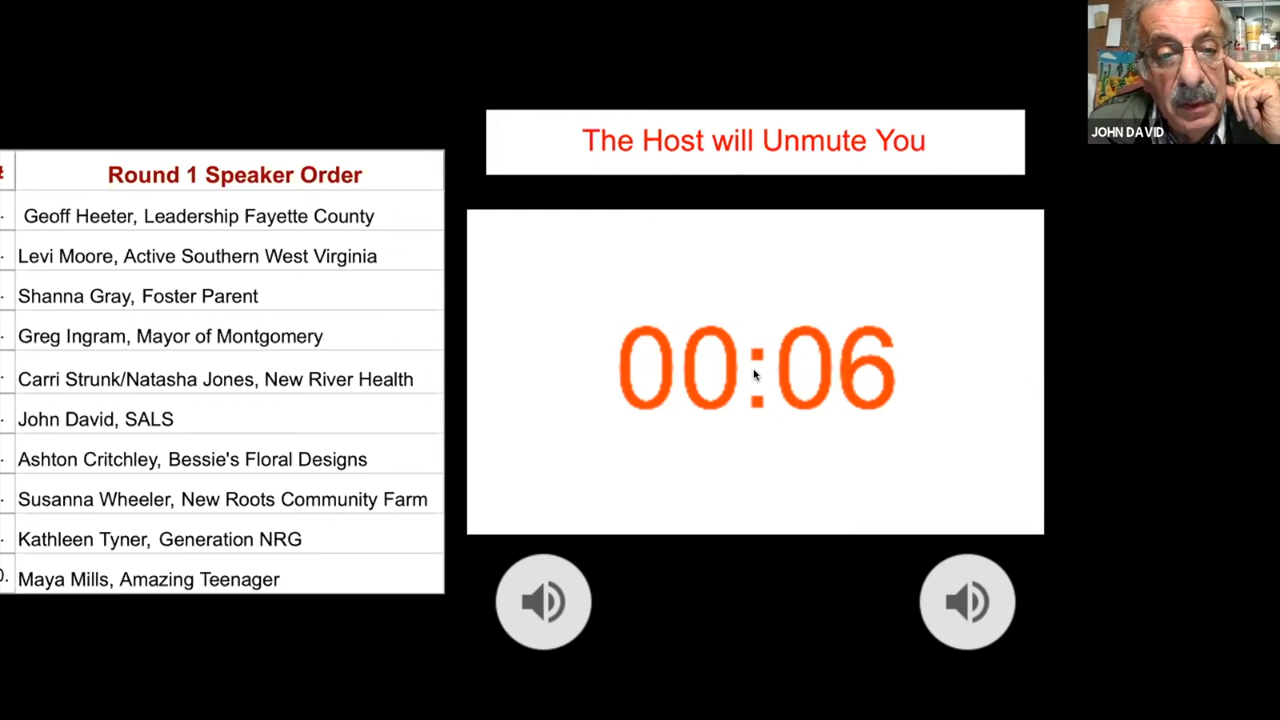 The Host will Unmute You
JOHN DAVID
Round 1 Speaker Order
Geoff Heeter, Leadership Fayette County
Levi Moore, Active Southern West Virginia
Shanna Gray, Foster Parent
Greg Ingram, Mayor of Montgomery
Carri Strunk/Natasha Jones, New River Health
John David, SALS
Ashton Critchley, Bessie's Floral Designs
Susanna Wheeler, New Roots Community Farm
Kathleen Tyner, Generation NRG
Maya Mills, Amazing Teenager
00:06